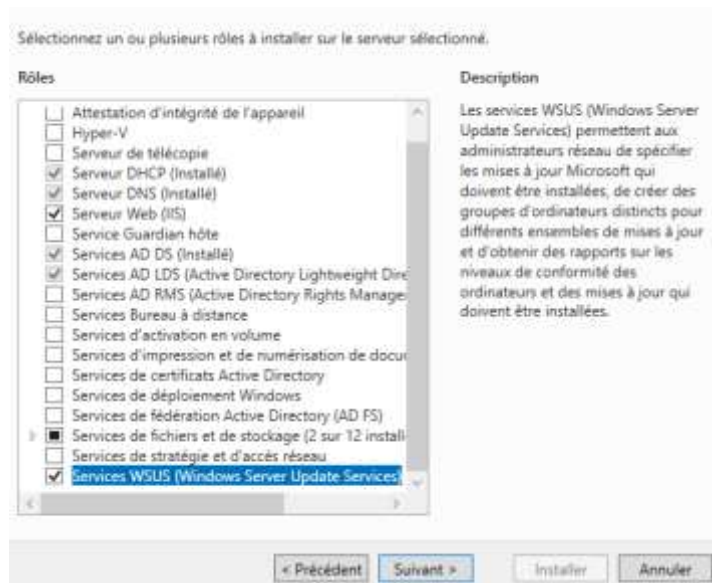 Sélectionnez un ou plusieurs rôles à installer sur le serveur sélectionné.
Rôles
Attestation d'intégrité de l'appareil
Hyper-V
Serveur de télécopie
Serveur DHCP (Installé)
Serveur DNS (Installé)
Serveur Web (IIS)
Service Guardian hôte
Services AD DS (Installé)
Services AD LDS (Active Directory Lightweight Dire
Services AD RMS (Active Directory Rights Manage
Services Bureau à distance
Services d'activation en volume
Services d'impression et de numérisation de docu
Services de certificats Active Directory
Services de déploiement Windows
Services de fédération Active Directory (AD FS)
Services de fichiers et de stockage (2 sur 12 install
Services de stratégie et d'accès réseau
Services WSUS (Windows Server Update Services)
Description
Les services WSUS (Windows Server
Update Services) permettent aux
administrateurs réseau de spécifier
les mises à jour Microsoft qui
doivent être installées, de créer des
groupes d'ordinateurs distincts pour
différents ensembles de mises à jour
et d'obtenir des rapports sur les
niveaux de conformité des
ordinateurs et des mises à jour qui
doivent être installées.
< Précédent
Suivant >
Installer
Annuler